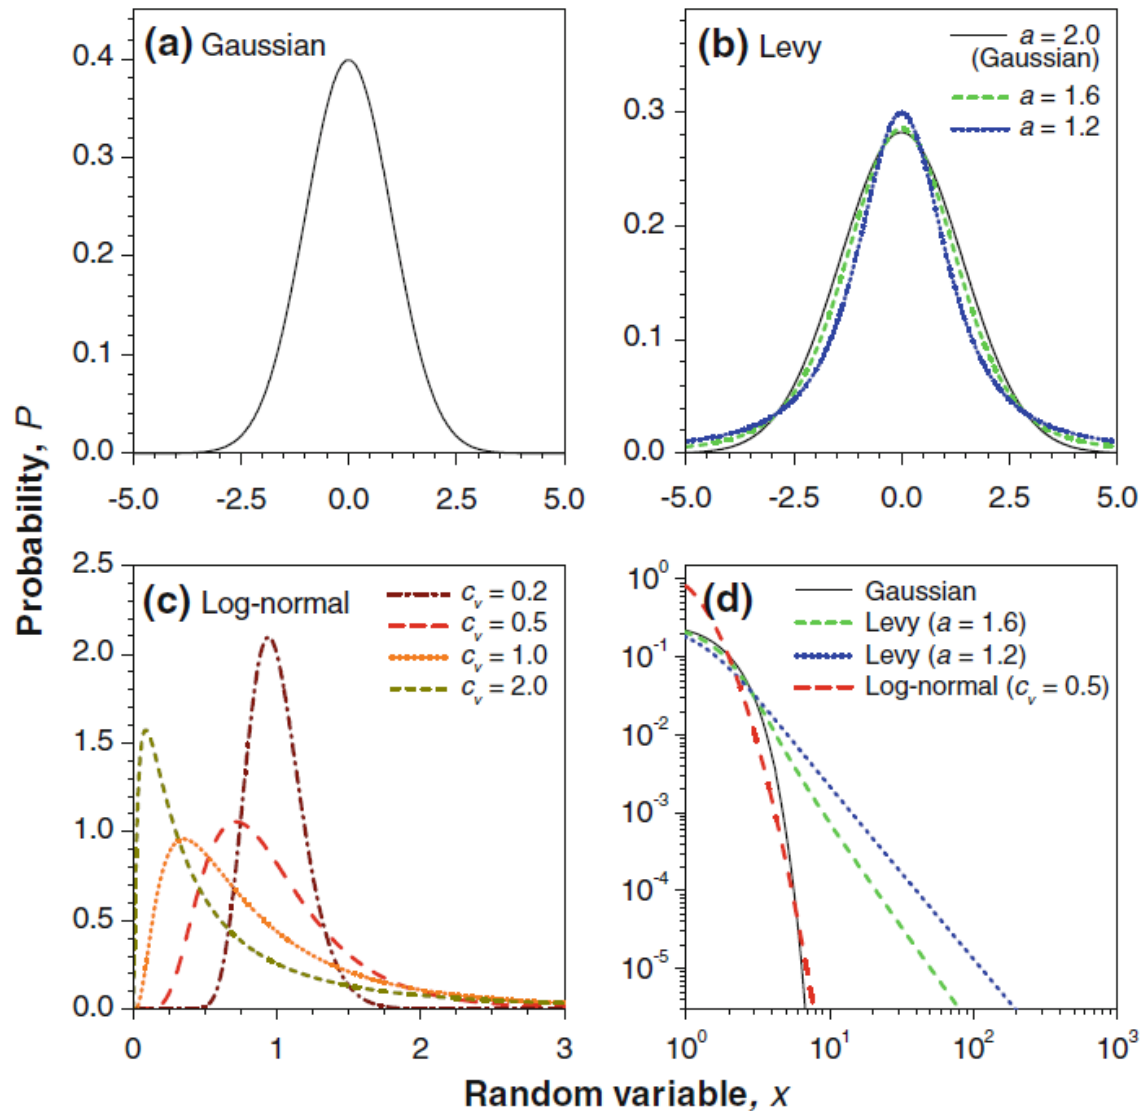 Probability, P
(a) Gaussian
0.4
0.3
0.2
0.1
0.0
-5.0 -2.5 0.0 2.5 5.0
(b) Levy
a = 2.0
(Gaussian)
a = 1.6
a = 1.2
0.3
0.2
0.1
0.0
-5.0 -2.5 0.0 2.5 5.0
(c) Log-normal
c_v = 0.2
c_v = 0.5
c_v = 1.0
c_v = 2.0
2.5
2.0
1.5
1.0
0.5
0.0
0 1 2 3
(d)
Gaussian
Levy (a = 1.6)
Levy (a = 1.2)
Log-normal (c_v = 0.5)
10^0
10^-1
10^-2
10^-3
10^-4
10^-5
10^0 10^1 10^2 10^3
Random variable, x